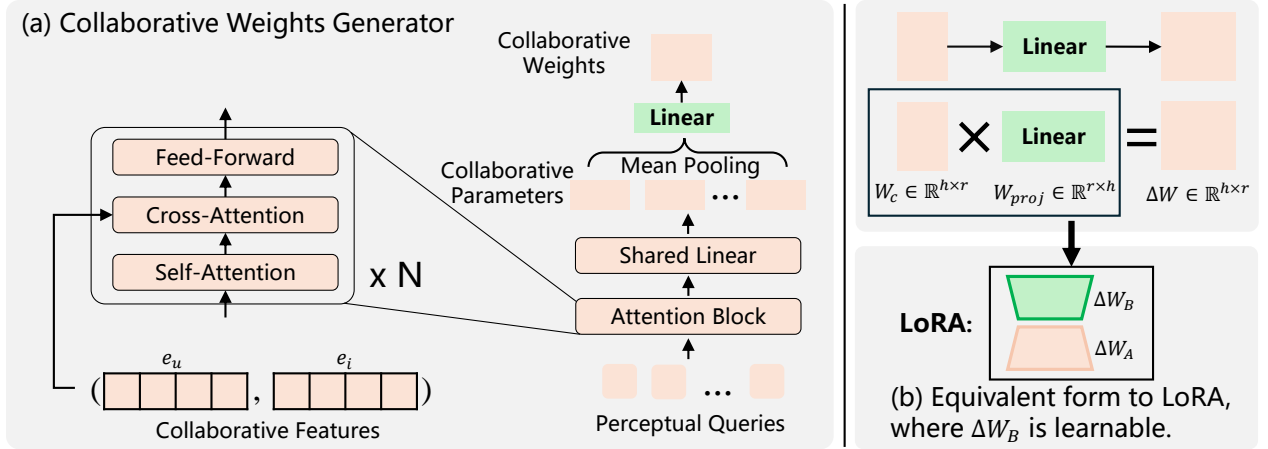 (a) Collaborative Weights Generator
Collaborative
Weights
Linear
Mean Pooling
Collaborative
Parameters
...
Shared Linear
Attention Block
...
Perceptual Queries
Feed-Forward
Cross-Attention
Self-Attention
x N
e_u
e_i
( , )
Collaborative Features
Linear
× Linear =
W_c ∈ ℝ^{h×r}
W_{proj} ∈ ℝ^{r×h}
ΔW ∈ ℝ^{h×r}
LoRA:
ΔW_B
ΔW_A
(b) Equivalent form to LoRA,
where ΔW_B is learnable.